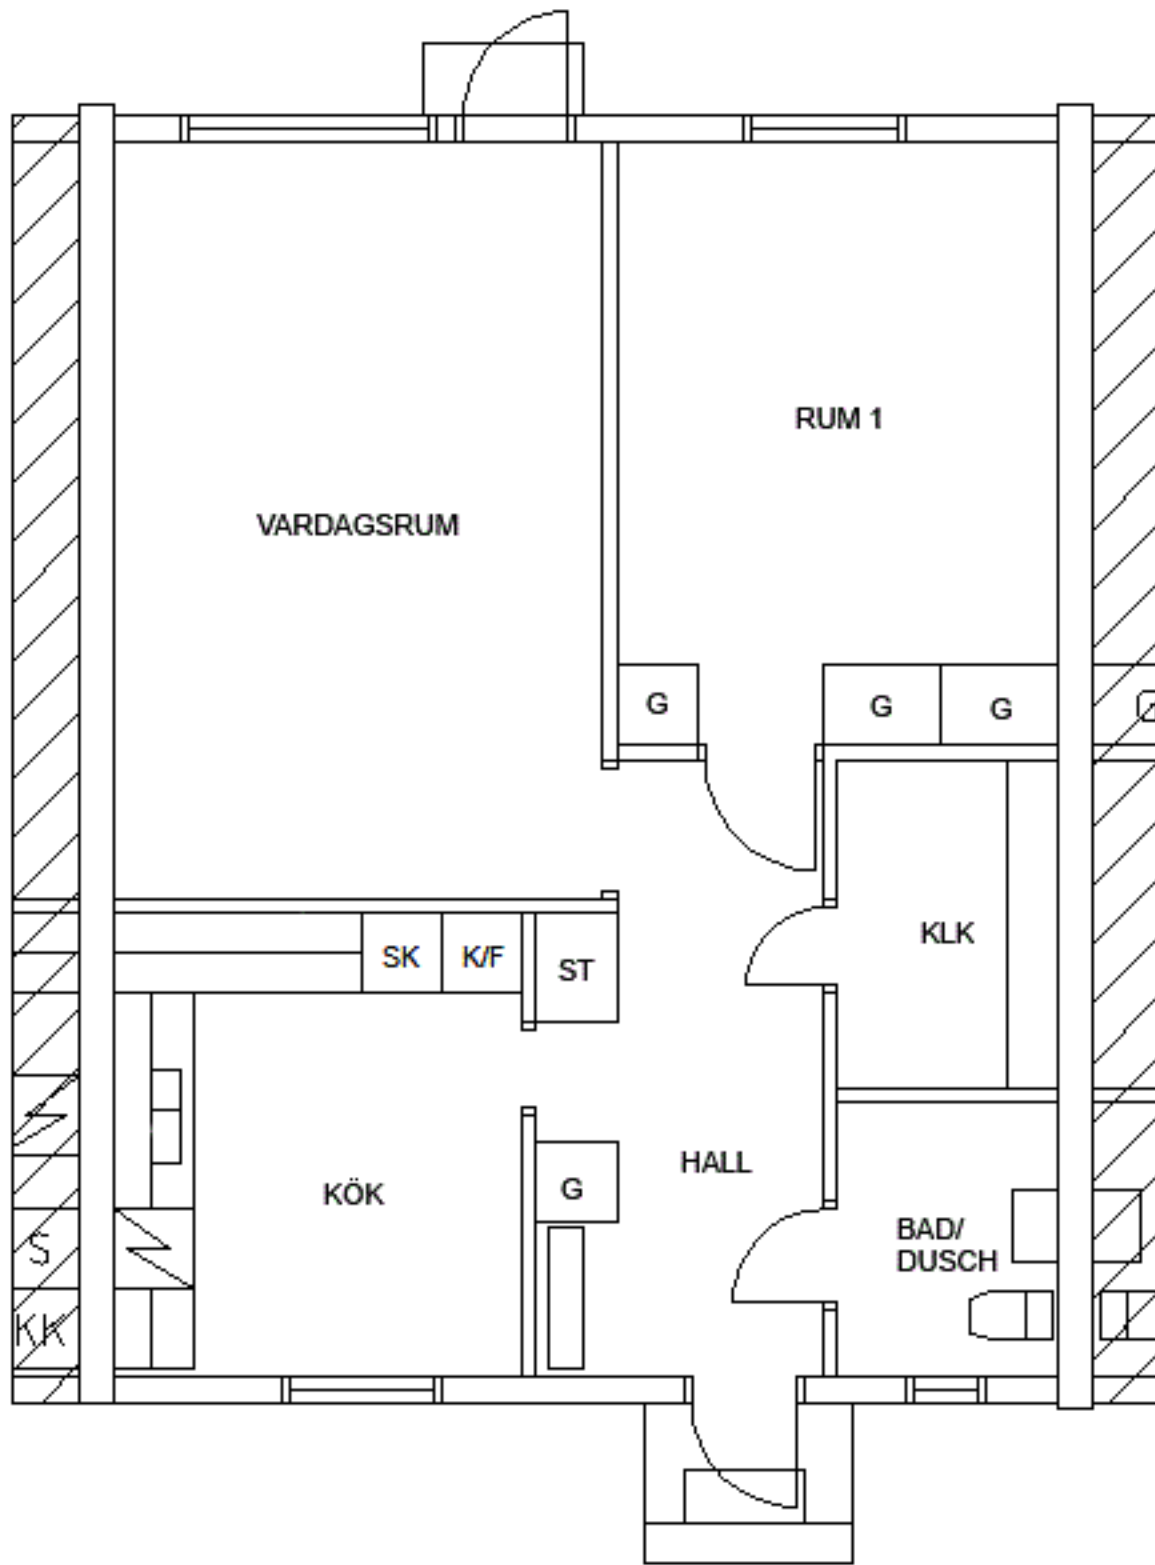 RUM 1
VARDAGSRUM
G
G
G
SK
K/F
ST
KLK
HALL
KÖK
G
S
BAD/
DUSCH
KK